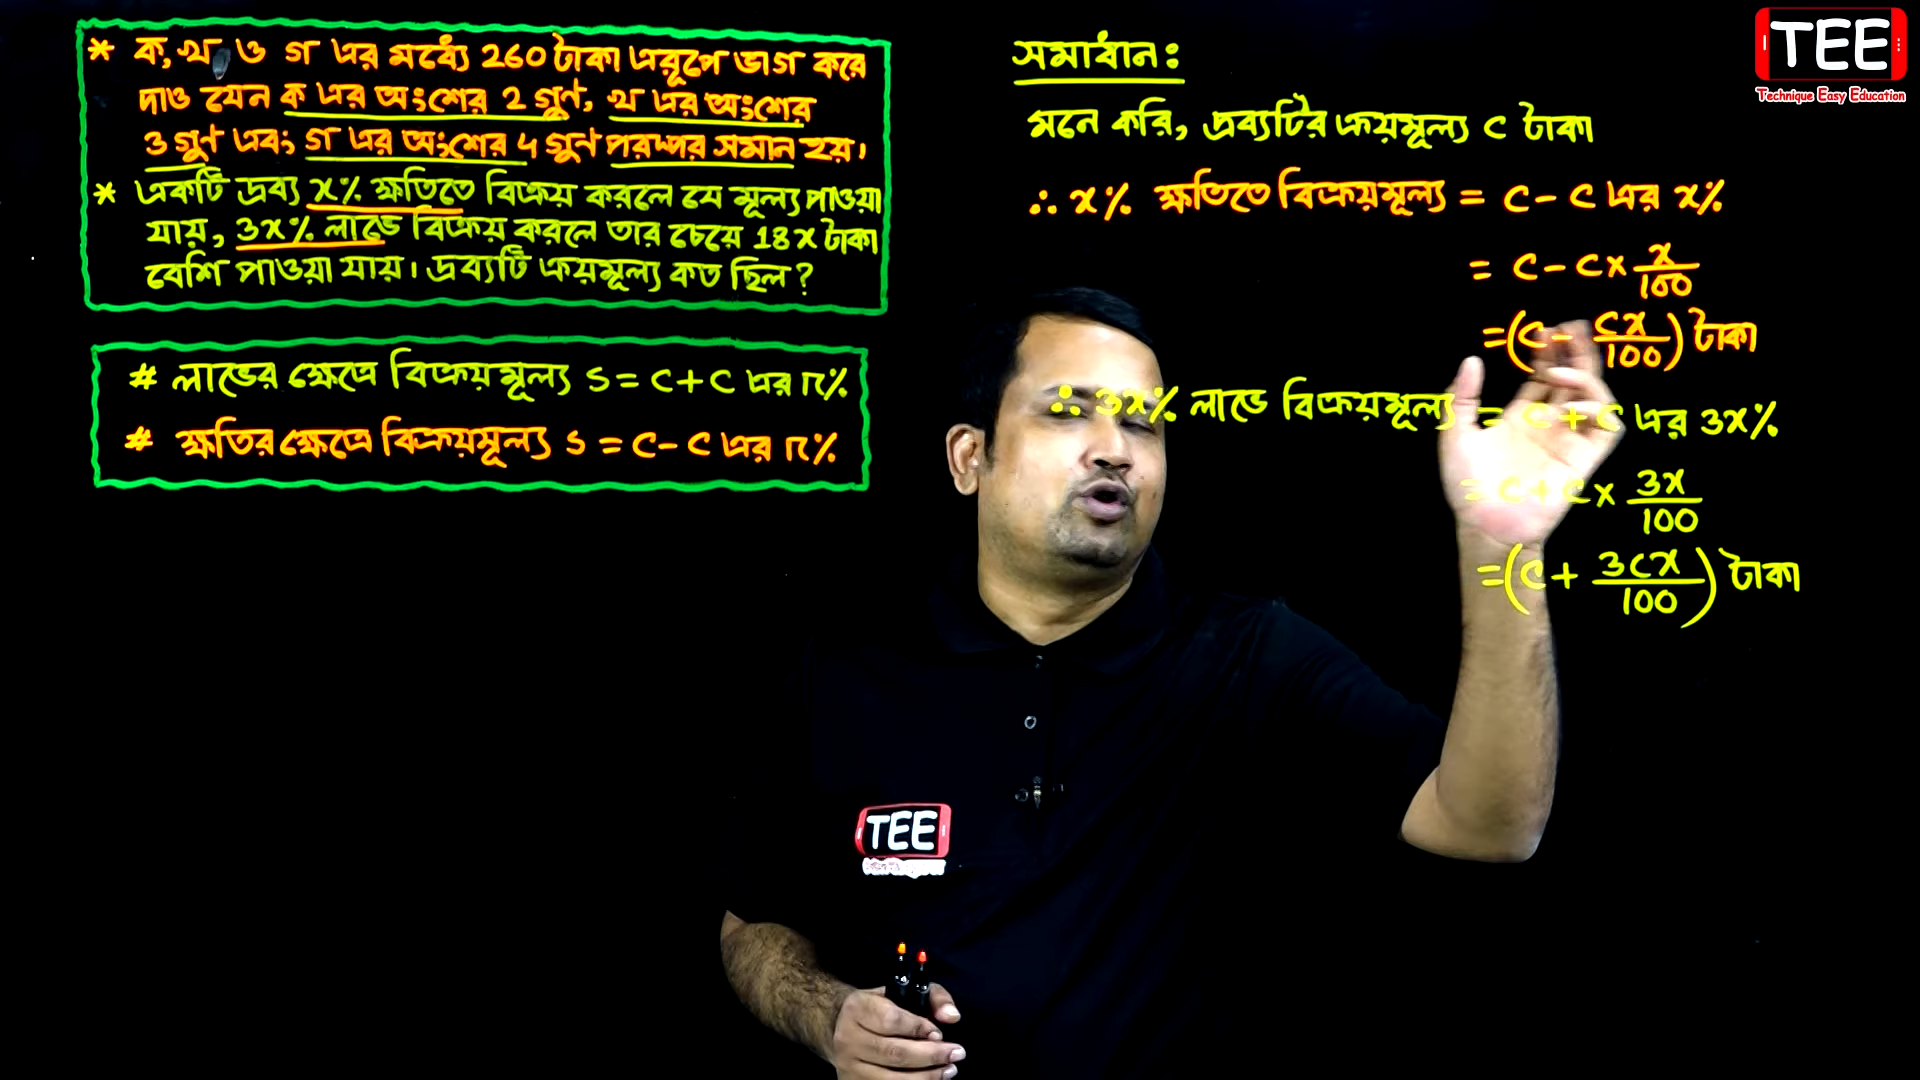 * ক, খ ও গ এর মধ্যে 260 টাকা এরূপে ভাগ করে
দাও যেন ক এর অংশের 2 গুণ, খ এর অংশের
3 গুণ এবং গ এর অংশের 4 গুণ পরস্পর সমান হয়।
* একটি দ্রব্য x% ক্ষতিতে বিক্রয় করলে যে মূল্য পাওয়া
যায়, 3x% লাভে বিক্রয় করলে তার চেয়ে 18x টাকা
বেশি পাওয়া যায়। দ্রব্যটি ক্রয়মূল্য কত ছিল?
# লাভের ক্ষেত্রে বিক্রয়মূল্য S = C + C এর r%
# ক্ষতির ক্ষেত্রে বিক্রয়মূল্য S = C - C এর r%
সমাধান:
মনে করি, দ্রব্যটির ক্রয়মূল্য C টাকা
∴ x% ক্ষতিতে বিক্রয়মূল্য = C - C এর x%
= C - C × x/100
= (C - Cx/100) টাকা
∴ 3x% লাভে বিক্রয়মূল্য = C + C এর 3x%
= C + C × 3x/100
= (C + 3Cx/100) টাকা
TEE
Technique Easy Education
TEE